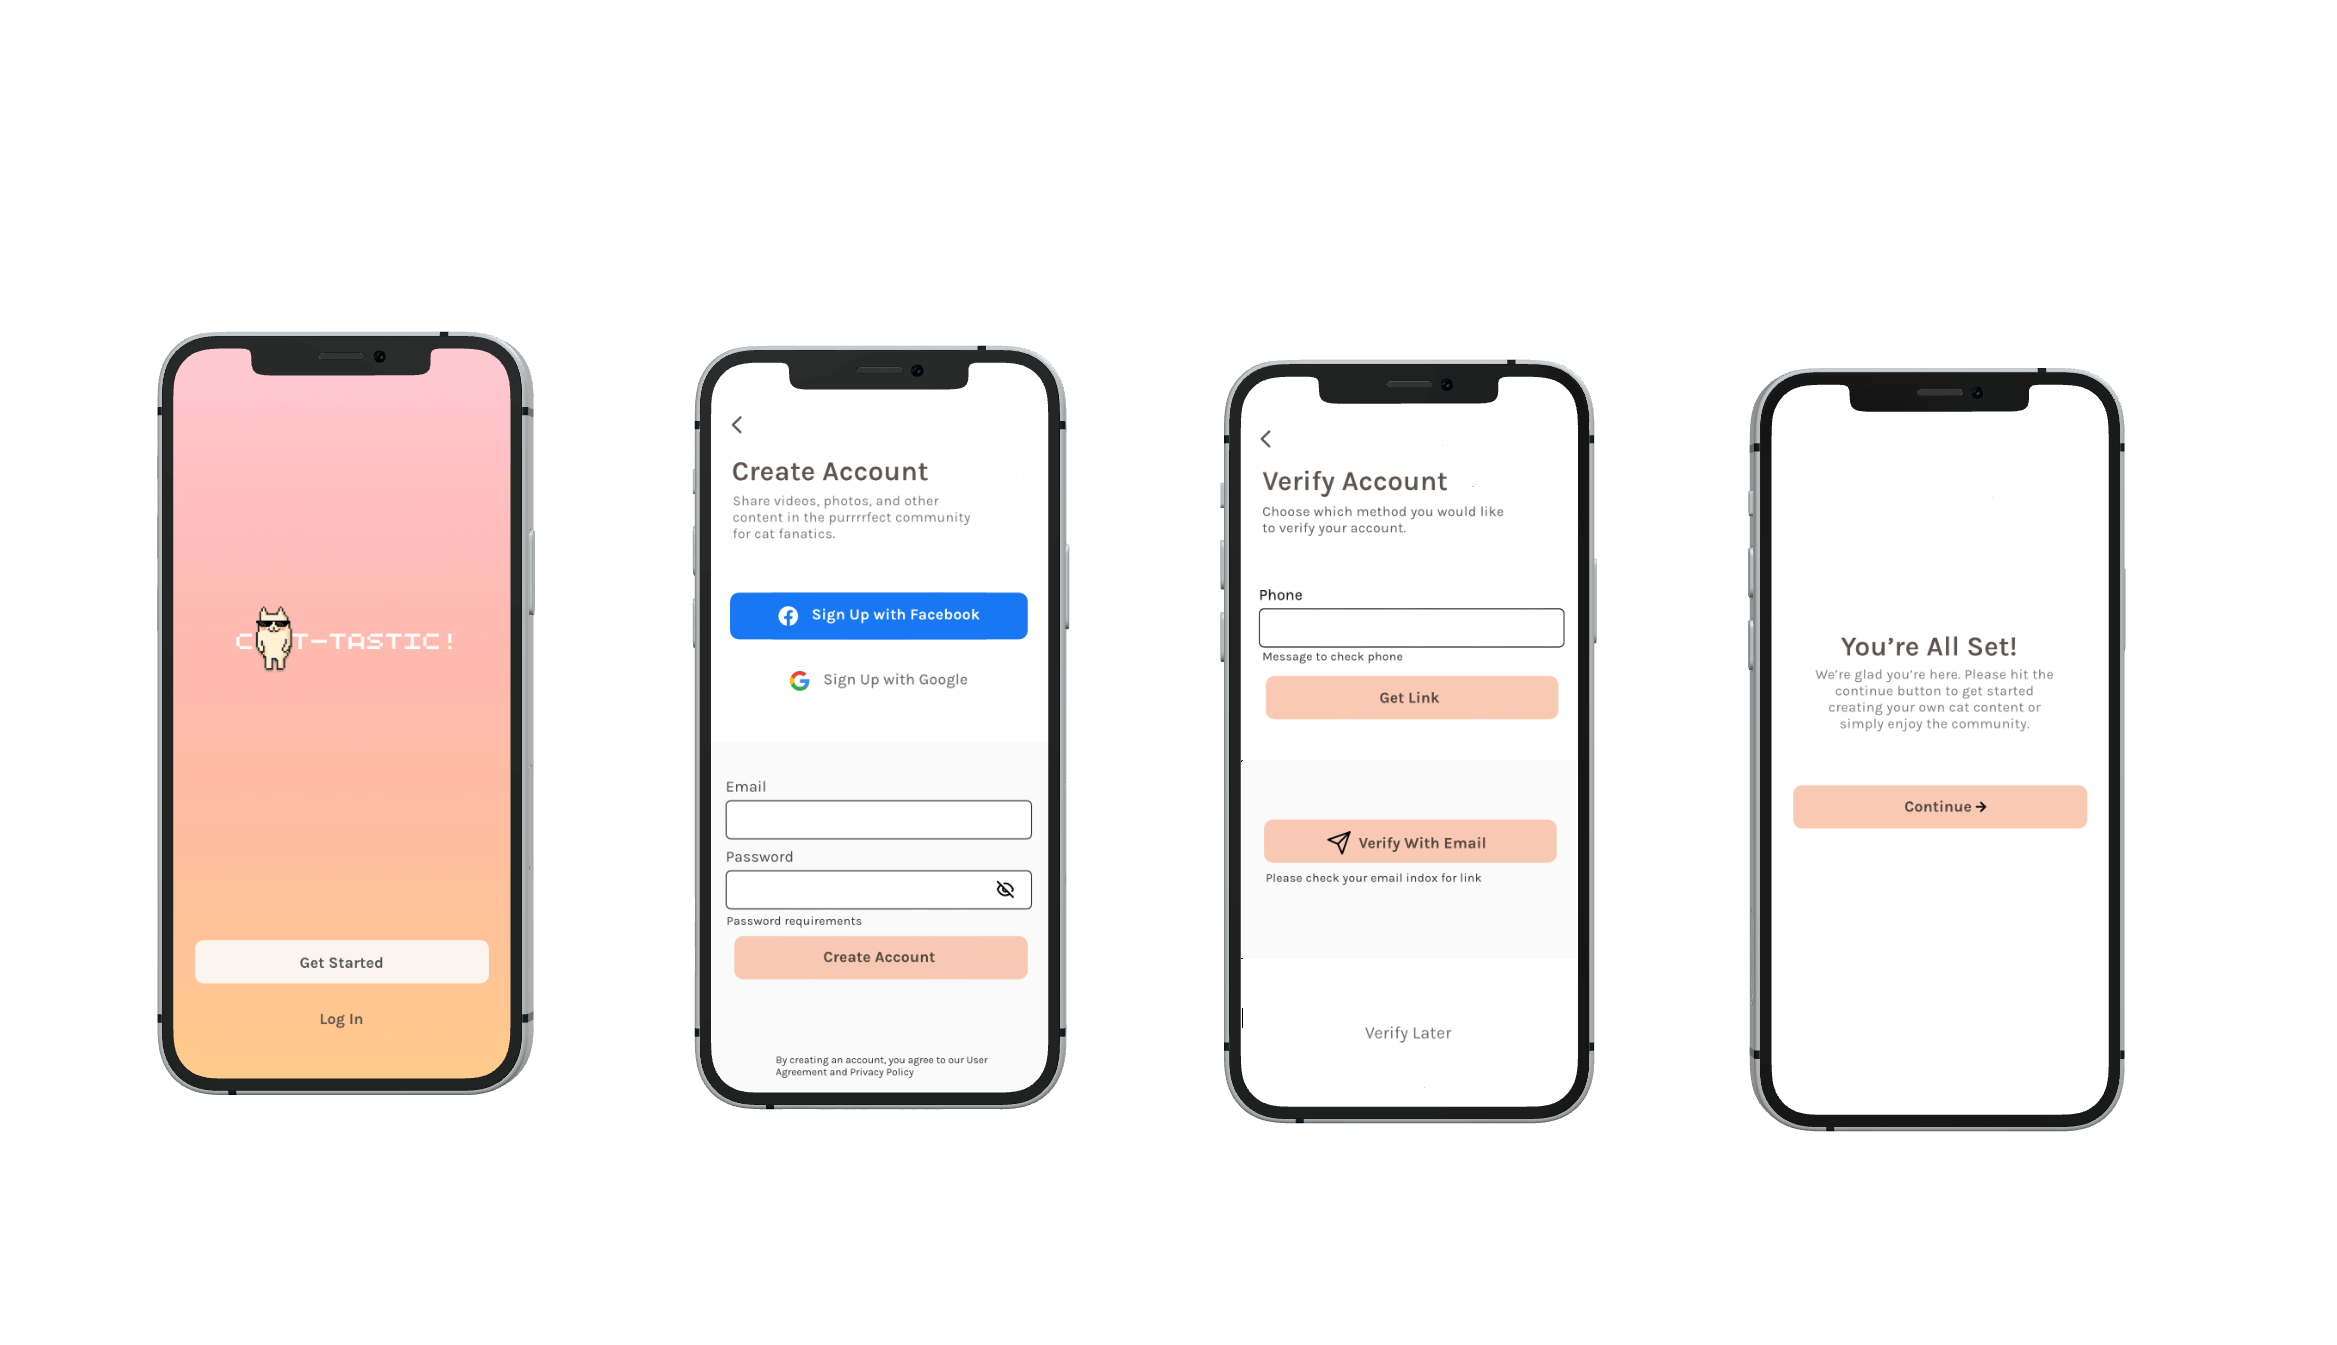 C T-TASTIC!
Get Started
Log In
Create Account
Share videos, photos, and other
content in the purrrrfect community
for cat fanatics.
Sign Up with Facebook
Sign Up with Google
Email
Password
Password requirements
Create Account
By creating an account, you agree to our User
Agreement and Privacy Policy
Verify Account
Choose which method you would like
to verify your account.
Phone
Message to check phone
Get Link
Verify With Email
Please check your email indox for link
Verify Later
You're All Set!
We're glad you're here. Please hit the
continue button to get started
creating your own cat content or
simply enjoy the community.
Continue →